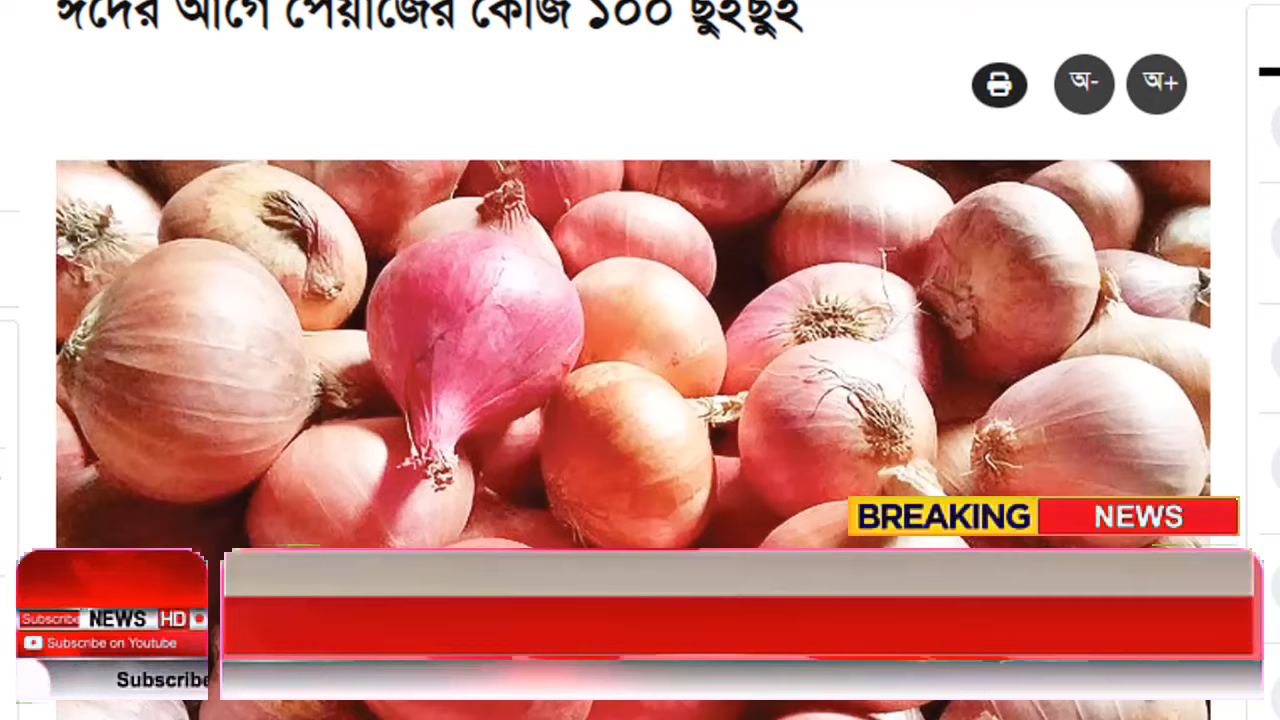 ঈদের আগে পেঁয়াজের কেজি ১০০ ছুঁইছুঁই
অ- অ+
BREAKING NEWS
Subscribe NEWS HD
Subscribe on Youtube
Subscribe